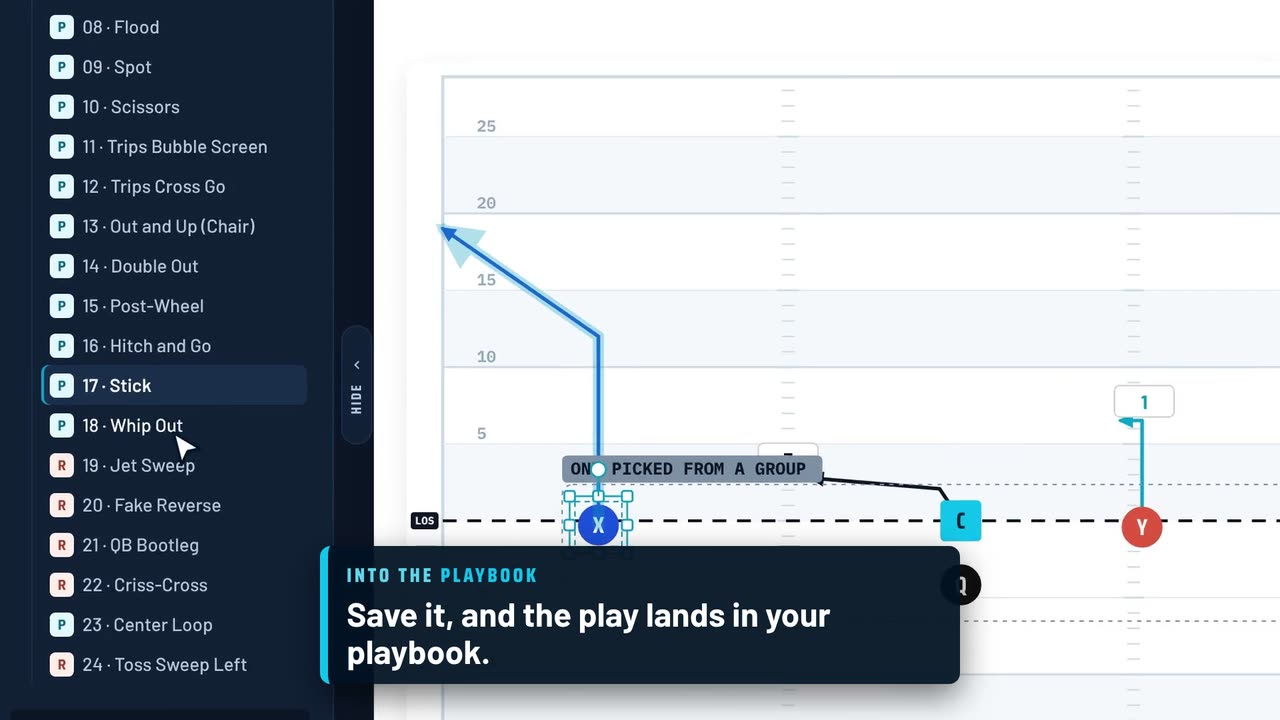 P 08 · Flood
P 09 · Spot
P 10 · Scissors
P 11 · Trips Bubble Screen
P 12 · Trips Cross Go
P 13 · Out and Up (Chair)
P 14 · Double Out
P 15 · Post-Wheel
P 16 · Hitch and Go
P 17 · Stick
P 18 · Whip Out
R 19 · Jet Sweep
R 20 · Fake Reverse
R 21 · QB Bootleg
R 22 · Criss-Cross
P 23 · Center Loop
R 24 · Toss Sweep Left
HIDE
25
20
15
10
5
1
PICKED FROM A GROUP
LOS
X
C
Y
Q
INTO THE PLAYBOOK
Save it, and the play lands in your
playbook.